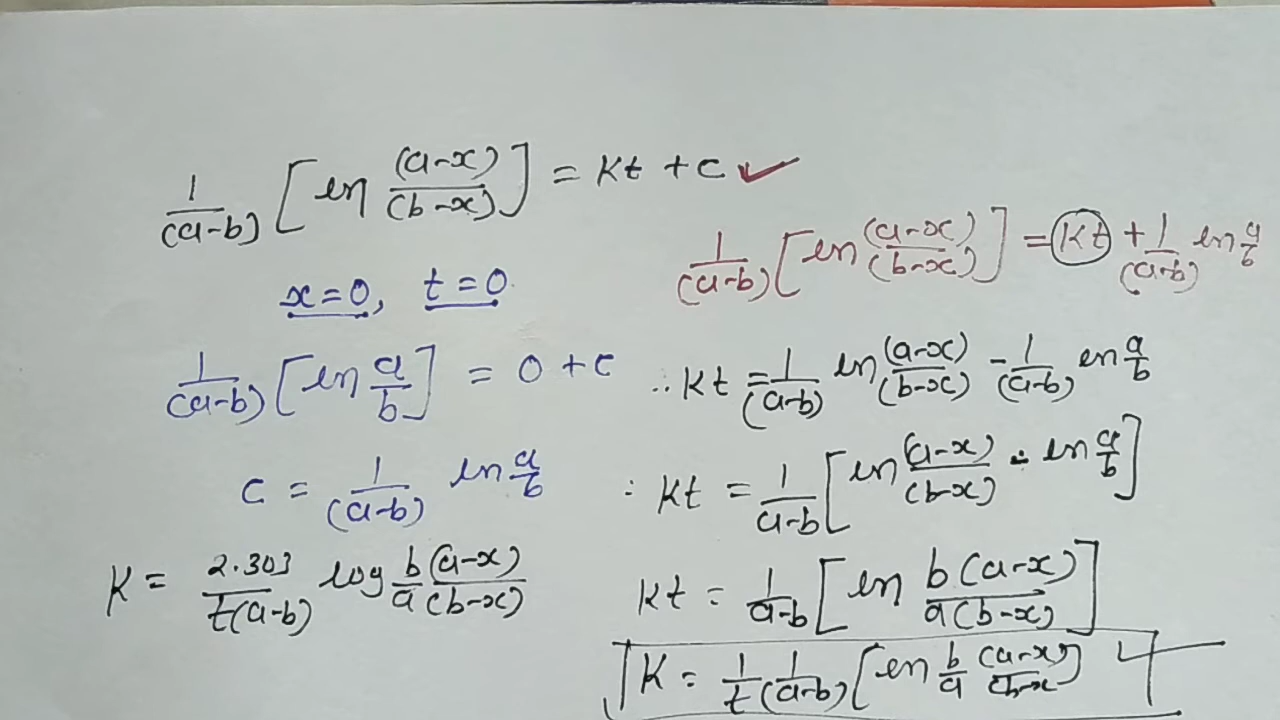 1/(a-b) [ln (a-x)/(b-x)] = Kt + c ✓
x=0, t=0
1/(a-b) [ln a/b] = 0 + c
c = 1/(a-b) ln a/b
K = 2.303/t(a-b) log b/a (a-x)/(b-x)
1/(a-b) [ln (a-x)/(b-x)] = Kt + 1/(a-b) ln a/b
∴ Kt = 1/(a-b) ln (a-x)/(b-x) - 1/(a-b) ln a/b
: Kt = 1/(a-b) [ln (a-x)/(b-x) - ln a/b]
Kt = 1/(a-b) [ln b(a-x)/a(b-x)]
K = 1/t 1/(a-b) [ln b/a (a-x)/(b-x)